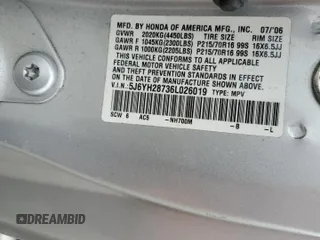 MFD. BY HONDA OF AMERICA MFG., INC. 07/'06
GVWR 2020KG(4450LBS) TIRE SIZE RIM SIZE
GAWR F 1045KG(2300LBS) P215/70R16 99S 16X6.5JJ
GAWR R 1000KG(2205LBS) P215/70R16 99S 16X6.5JJ
THIS VEHICLE CONFORMS TO ALL APPLICABLE
FEDERAL MOTOR VEHICLE SAFETY AND
THEFT PREVENTION STANDARDS IN EFFECT ON
THE DATE OF MANUFACTURE SHOWN ABOVE.
V.I.N.: 5J6YH28736L026019 TYPE: MPV
SCW 6 AC5 -NH700M -B -L
DREAMBID